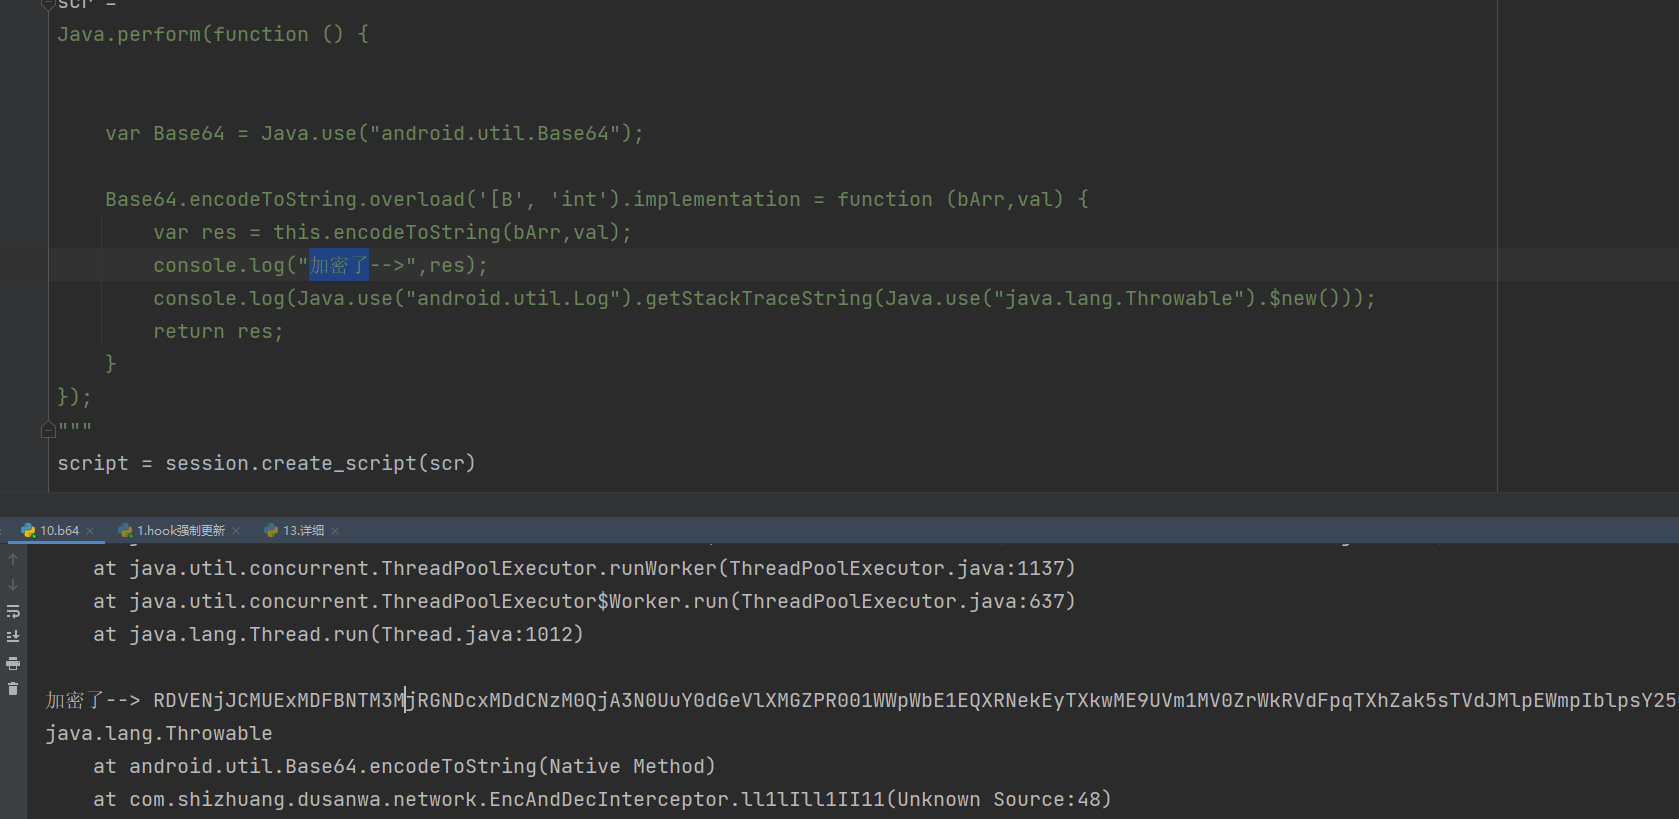 scr =
Java.perform(function () {
var Base64 = Java.use("android.util.Base64");
Base64.encodeToString.overload('[B', 'int').implementation = function (bArr,val) {
var res = this.encodeToString(bArr,val);
console.log("加密了-->",res);
console.log(Java.use("android.util.Log").getStackTraceString(Java.use("java.lang.Throwable").$new()));
return res;
}
});
"""
script = session.create_script(scr)
10.b64 1.hook强制更新 13.详细
at java.util.concurrent.ThreadPoolExecutor.runWorker(ThreadPoolExecutor.java:1137)
at java.util.concurrent.ThreadPoolExecutor$Worker.run(ThreadPoolExecutor.java:637)
at java.lang.Thread.run(Thread.java:1012)
加密了--> RDVENjJCMUExMDFBNTM3MjRGNDcxMDdCNzM0QjA3N0UuY0dGeVlXMGZPR001WWpWbE1EQXRNekEyTXkwME9UVm1MV0ZrWkRVdFpqTXhZak5sTVdJMlpEWmpIblpsY25
java.lang.Throwable
at android.util.Base64.encodeToString(Native Method)
at com.shizhuang.dusanwa.network.EncAndDecInterceptor.ll1lIll1II11(Unknown Source:48)